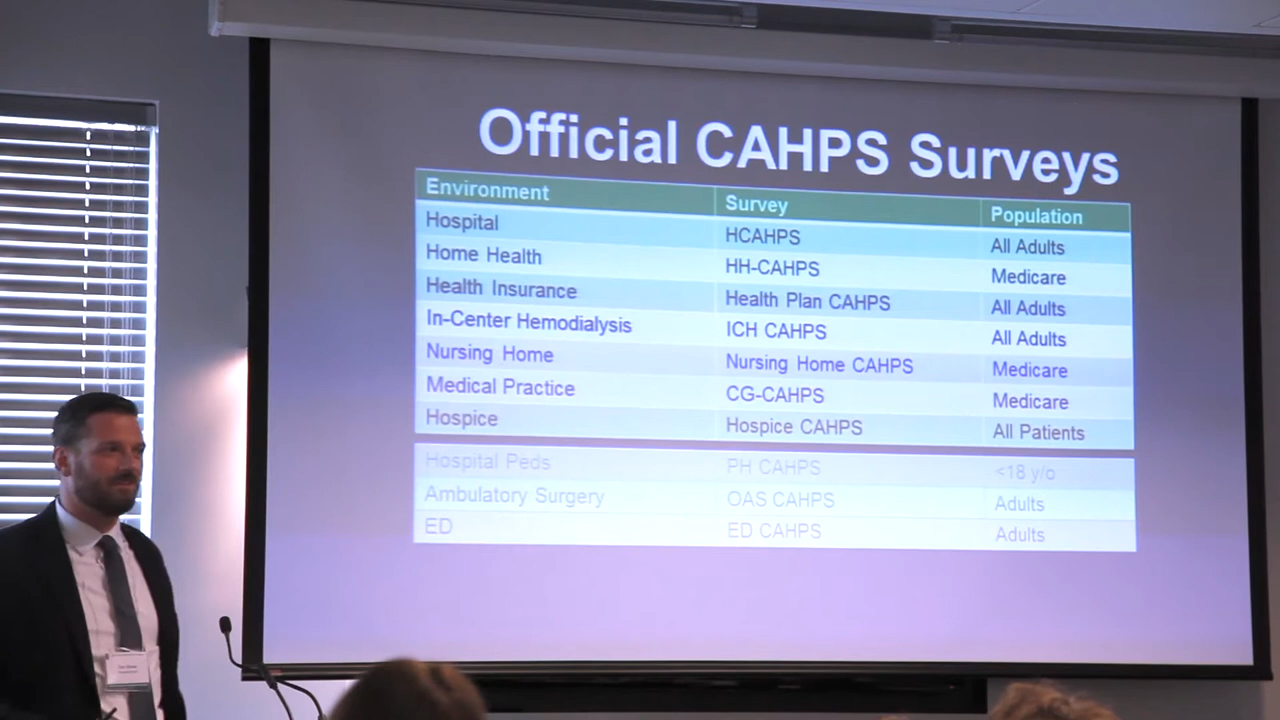 Official CAHPS Surveys
Environment Survey Population
Hospital HCAHPS All Adults
Home Health HH-CAHPS Medicare
Health Insurance Health Plan CAHPS All Adults
In-Center Hemodialysis ICH CAHPS All Adults
Nursing Home Nursing Home CAHPS Medicare
Medical Practice CG-CAHPS Medicare
Hospice Hospice CAHPS All Patients
Hospital Peds PH CAHPS <18 y/o
Ambulatory Surgery OAS CAHPS Adults
ED ED CAHPS Adults